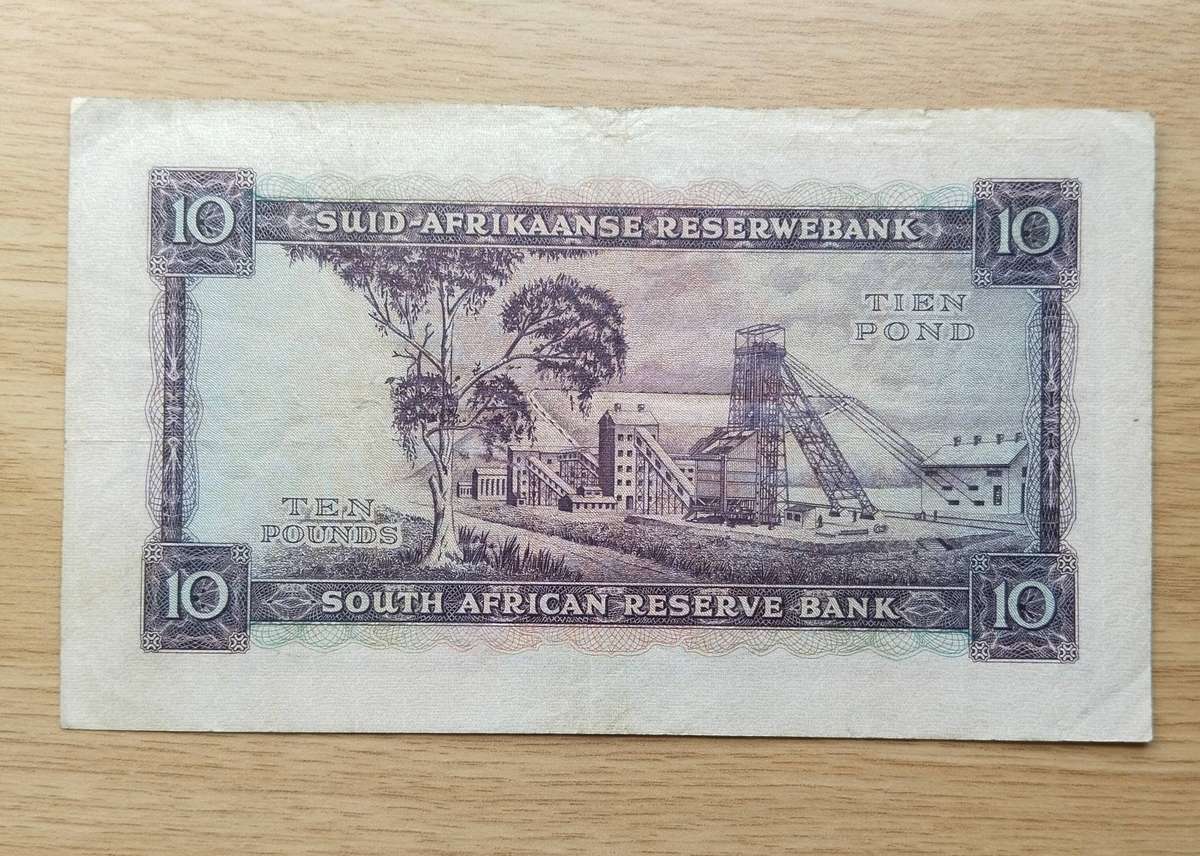 10 SUID-AFRIKAANSE RESERWEBANK 10
TIEN
POND
TEN
POUNDS
10 SOUTH AFRICAN RESERVE BANK 10